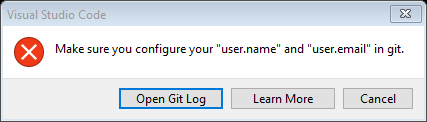 Visual Studio Code
Make sure you configure your "user.name" and "user.email" in git.
Open Git Log
Learn More
Cancel